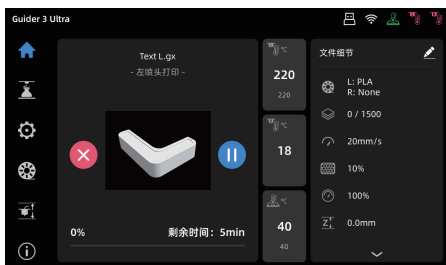 Guider 3 Ultra
Text L.gx
- 左喷头打印 -
0%
剩余时间：5min
℃
220
220
℃
18
℃
40
40
文件细节
L: PLA
R: None
0 / 1500
20mm/s
10%
100%
0.0mm